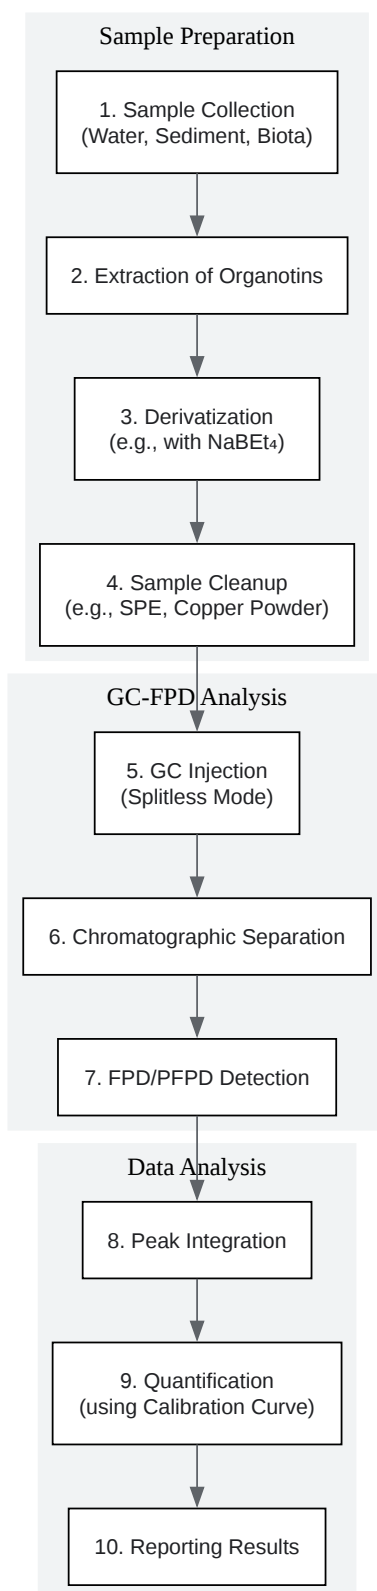 Sample Preparation
1. Sample Collection
(Water, Sediment, Biota)
2. Extraction of Organotins
3. Derivatization
(e.g., with NaBEt₄)
4. Sample Cleanup
(e.g., SPE, Copper Powder)
GC-FPD Analysis
5. GC Injection
(Splitless Mode)
6. Chromatographic Separation
7. FPD/PFPD Detection
Data Analysis
8. Peak Integration
9. Quantification
(using Calibration Curve)
10. Reporting Results